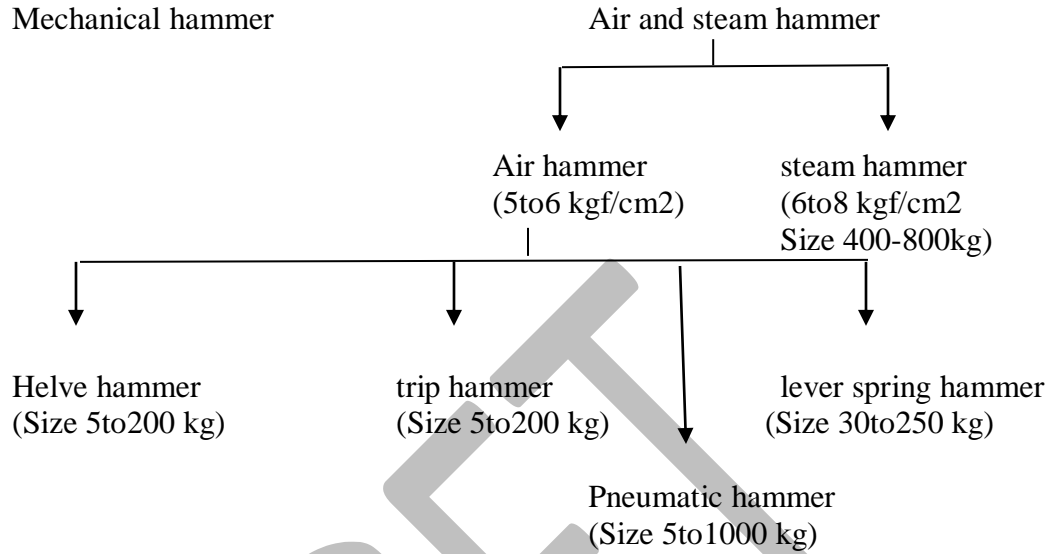 Mechanical hammer
Air and steam hammer
Air hammer
(5to6 kgf/cm2)
steam hammer
(6to8 kgf/cm2
Size 400-800kg)
Helve hammer
(Size 5to200 kg)
trip hammer
(Size 5to200 kg)
lever spring hammer
(Size 30to250 kg)
Pneumatic hammer
(Size 5to1000 kg)